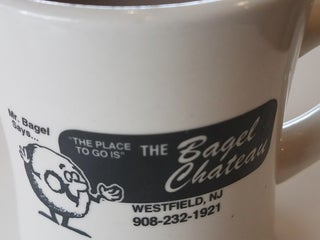 Mr. Bagel
Says...
"THE PLACE
TO GO IS"
THE Bagel
Chateau
WESTFIELD, NJ
908-232-1921